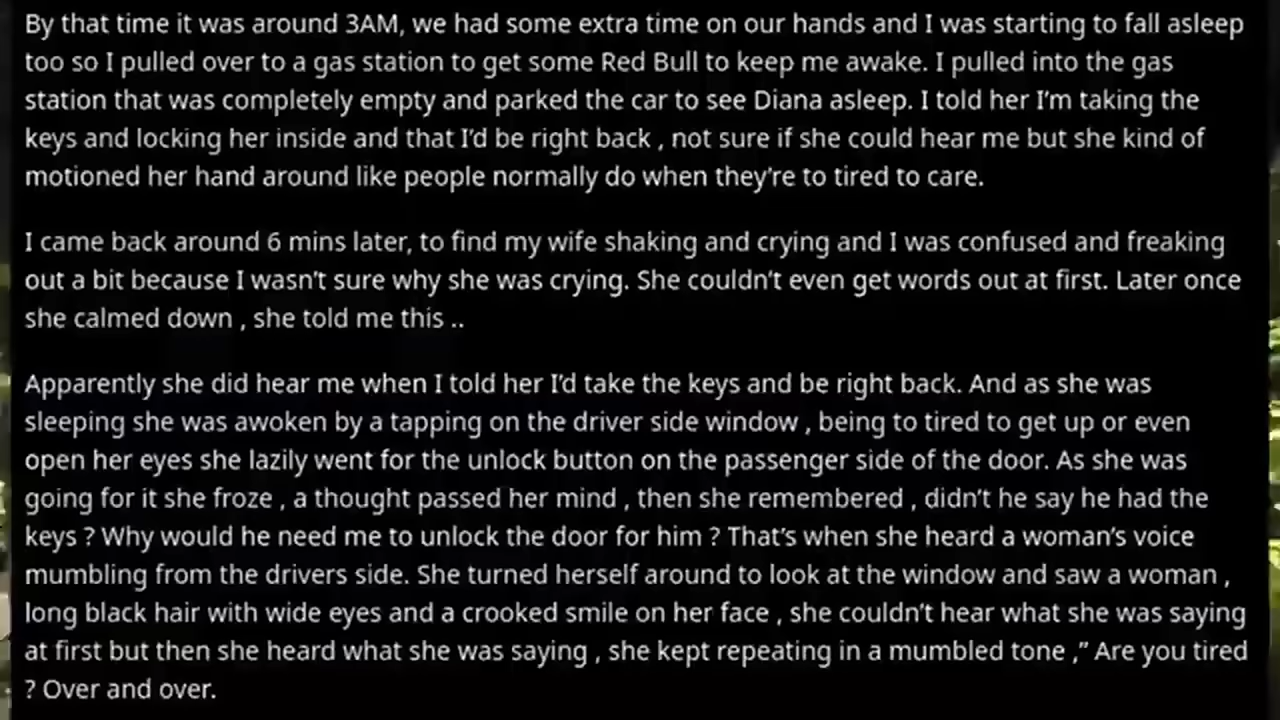 By that time it was around 3AM, we had some extra time on our hands and I was starting to fall asleep
too so I pulled over to a gas station to get some Red Bull to keep me awake. I pulled into the gas
station that was completely empty and parked the car to see Diana asleep. I told her I'm taking the
keys and locking her inside and that I'd be right back , not sure if she could hear me but she kind of
motioned her hand around like people normally do when they're to tired to care.
I came back around 6 mins later, to find my wife shaking and crying and I was confused and freaking
out a bit because I wasn't sure why she was crying. She couldn't even get words out at first. Later once
she calmed down , she told me this ..
Apparently she did hear me when I told her I'd take the keys and be right back. And as she was
sleeping she was awoken by a tapping on the driver side window , being to tired to get up or even
open her eyes she lazily went for the unlock button on the passenger side of the door. As she was
going for it she froze , a thought passed her mind , then she remembered , didn't he say he had the
keys ? Why would he need me to unlock the door for him ? That's when she heard a woman's voice
mumbling from the drivers side. She turned herself around to look at the window and saw a woman ,
long black hair with wide eyes and a crooked smile on her face , she couldn't hear what she was saying
at first but then she heard what she was saying , she kept repeating in a mumbled tone ,” Are you tired
? Over and over.